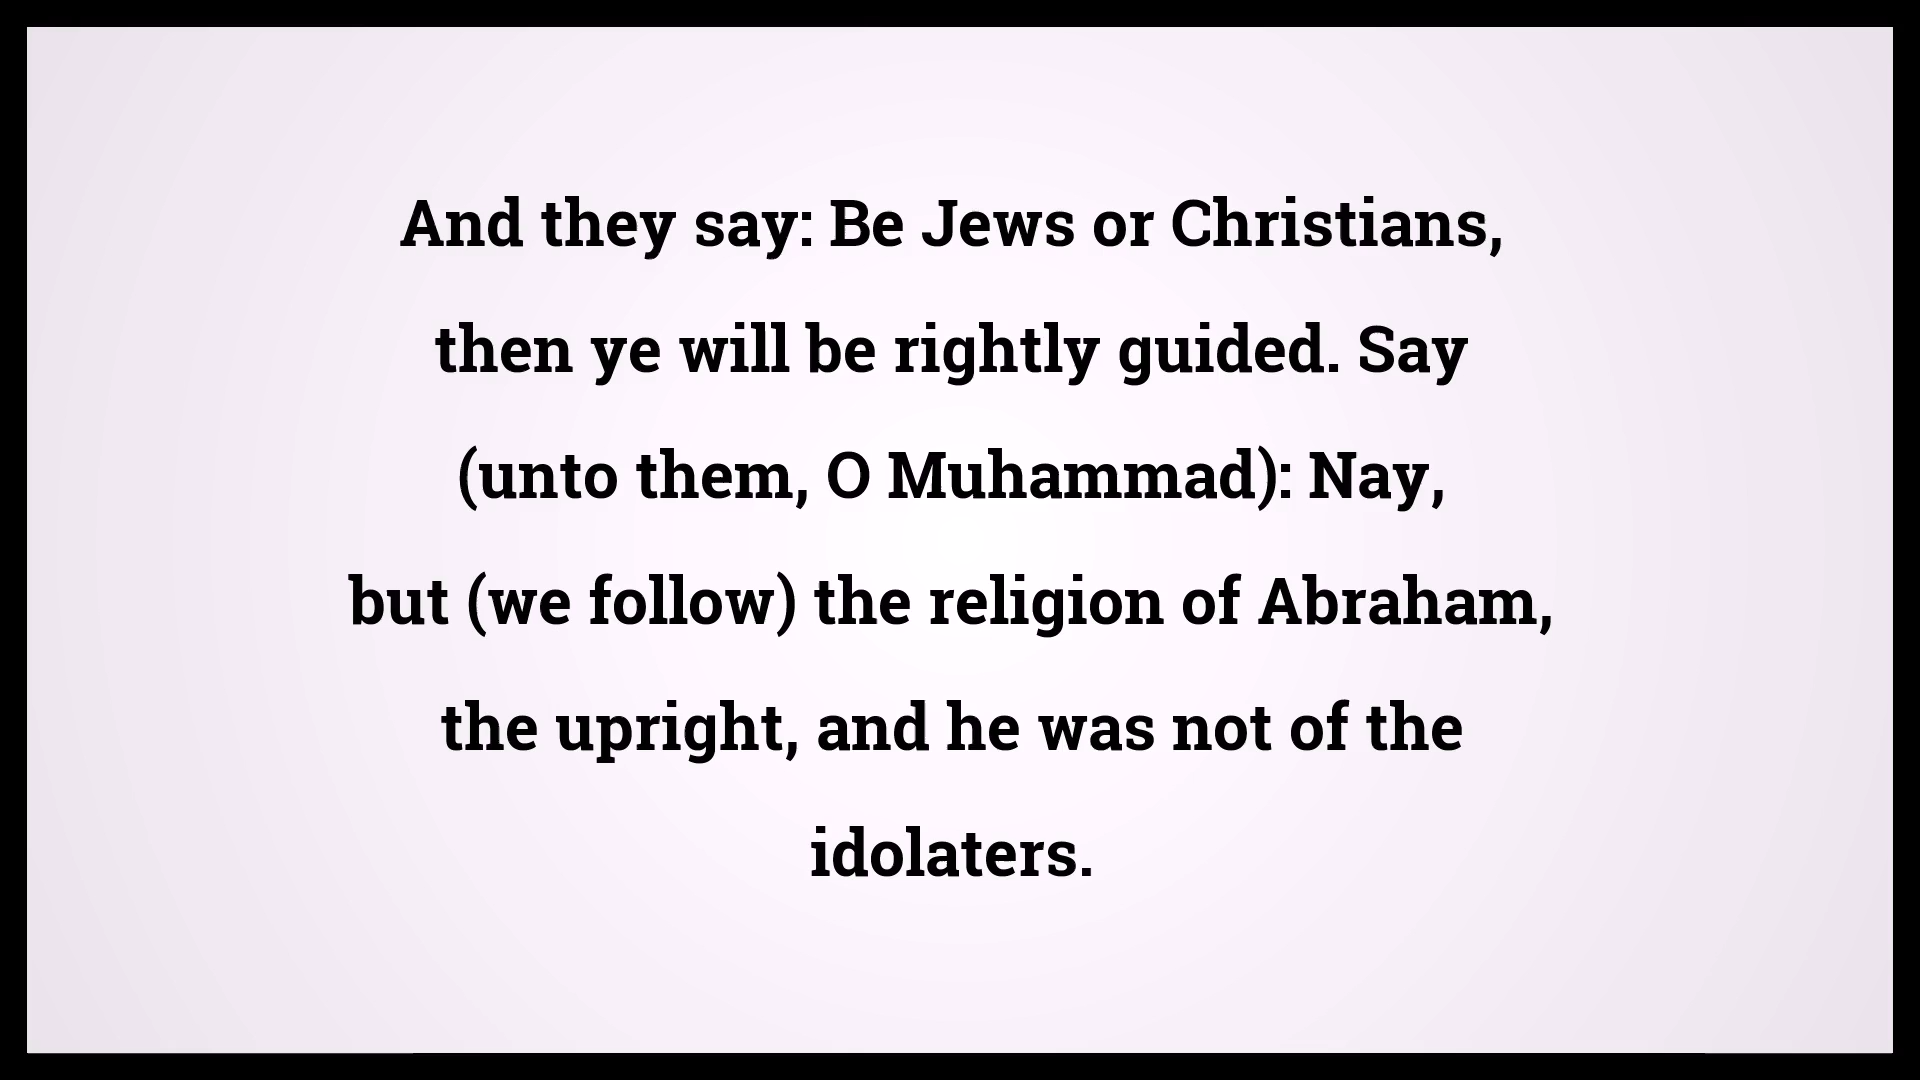 And they say: Be Jews or Christians,
then ye will be rightly guided. Say
(unto them, O Muhammad): Nay,
but (we follow) the religion of Abraham,
the upright, and he was not of the
idolaters.